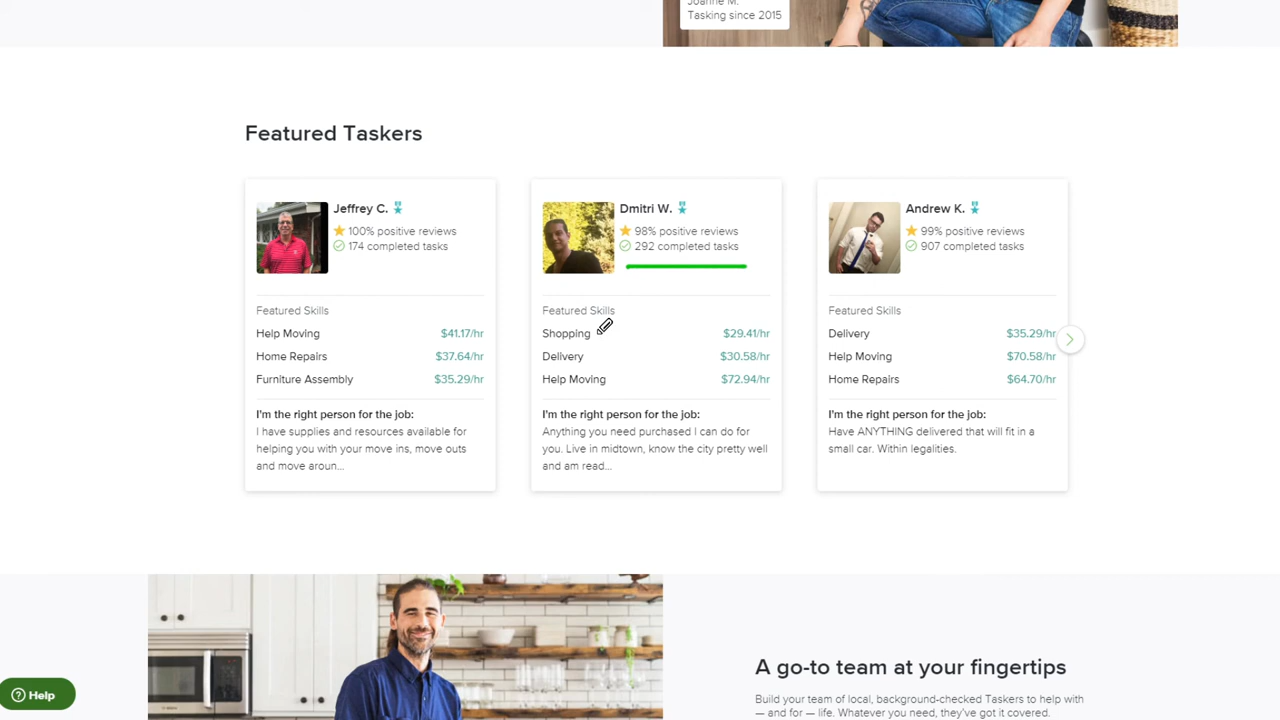 Joanne M.
Tasking since 2015
Featured Taskers
Jeffrey C.
100% positive reviews
174 completed tasks
Featured Skills
Help Moving $41.17/hr
Home Repairs $37.64/hr
Furniture Assembly $35.29/hr
I'm the right person for the job:
I have supplies and resources available for
helping you with your move ins, move outs
and move aroun...
Dmitri W.
98% positive reviews
292 completed tasks
Featured Skills
Shopping $29.41/hr
Delivery $30.58/hr
Help Moving $72.94/hr
I'm the right person for the job:
Anything you need purchased I can do for
you. Live in midtown, know the city pretty well
and am read...
Andrew K.
99% positive reviews
907 completed tasks
Featured Skills
Delivery $35.29/hr
Help Moving $70.58/hr
Home Repairs $64.70/hr
I'm the right person for the job:
Have ANYTHING delivered that will fit in a
small car. Within legalities.
A go-to team at your fingertips
Build your team of local, background-checked Taskers to help with
— and for — life. Whatever you need, they've got it covered.
Help